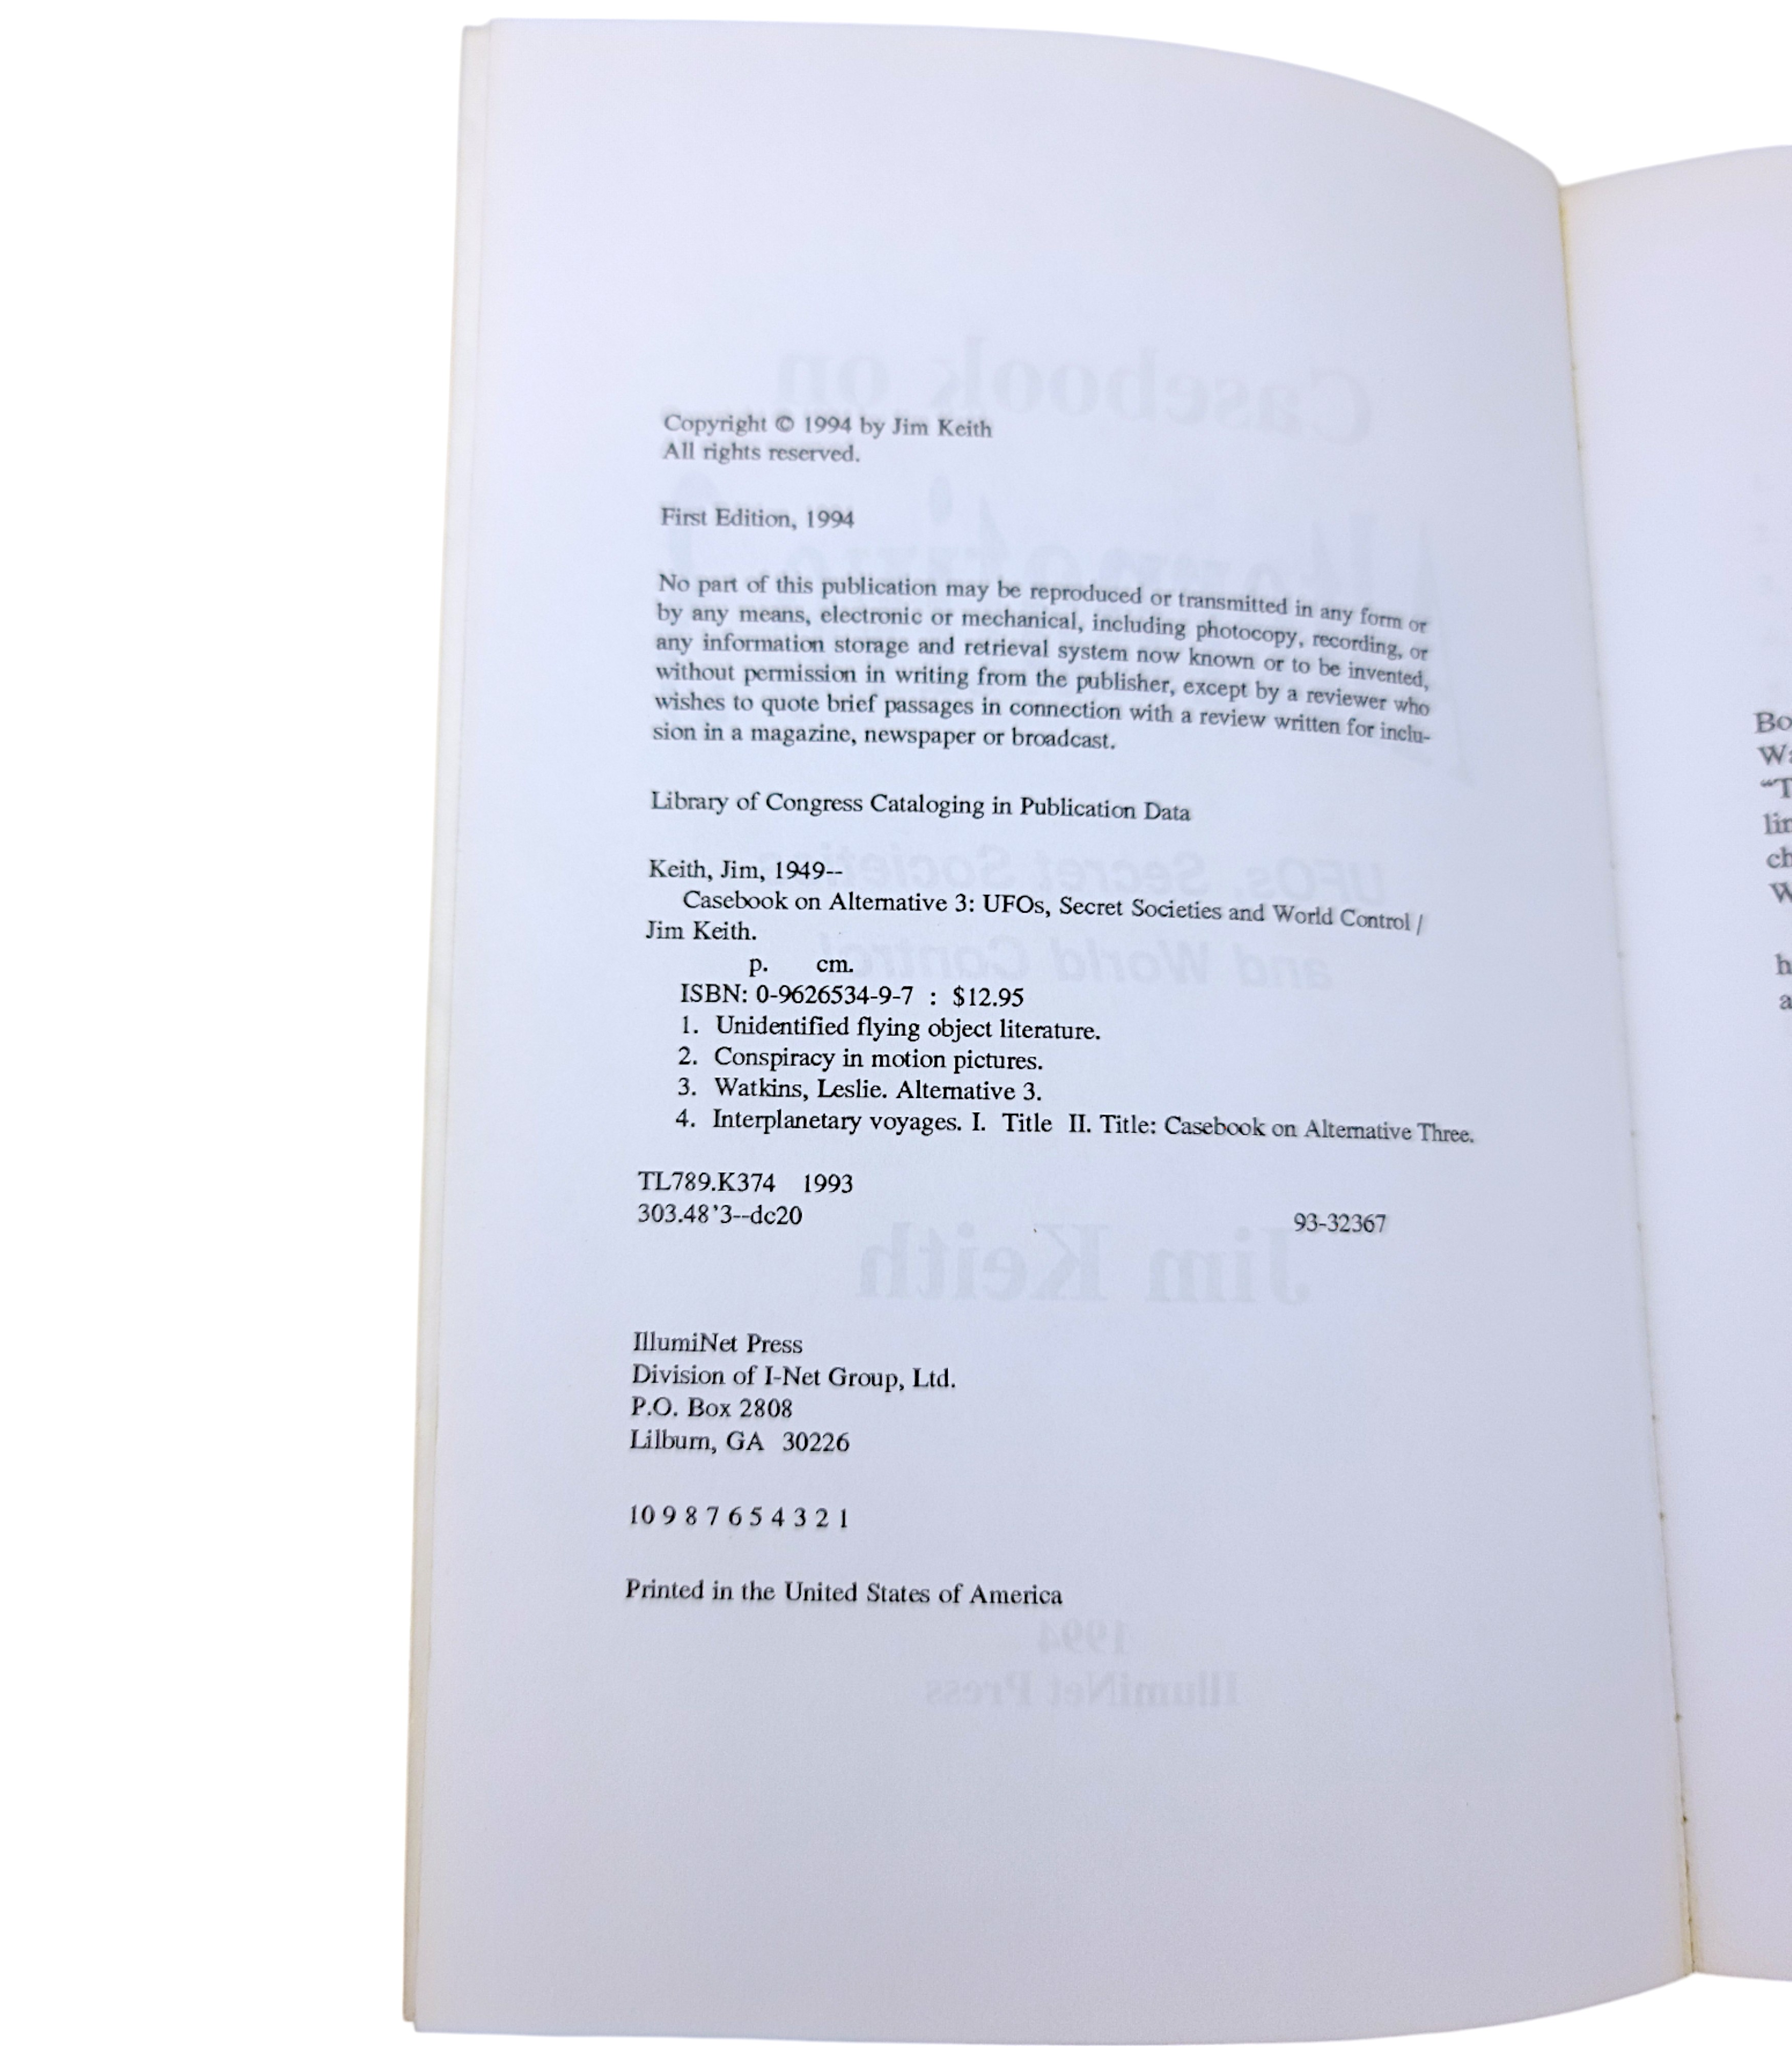 Copyright © 1994 by Jim Keith
All rights reserved.
First Edition, 1994
No part of this publication may be reproduced or transmitted in any form or
by any means, electronic or mechanical, including photocopy, recording, or
any information storage and retrieval system now known or to be invented,
without permission in writing from the publisher, except by a reviewer who
wishes to quote brief passages in connection with a review written for inclu-
sion in a magazine, newspaper or broadcast.
Library of Congress Cataloging in Publication Data
Keith, Jim, 1949--
Casebook on Alternative 3: UFOs, Secret Societies and World Control /
Jim Keith.
p. cm.
ISBN: 0-9626534-9-7 : $12.95
1. Unidentified flying object literature.
2. Conspiracy in motion pictures.
3. Watkins, Leslie. Alternative 3.
4. Interplanetary voyages. I. Title II. Title: Casebook on Alternative Three.
TL789.K374 1993
303.48'3--dc20 93-32367
IllumiNet Press
Division of I-Net Group, Ltd.
P.O. Box 2808
Lilburn, GA 30226
10 9 8 7 6 5 4 3 2 1
Printed in the United States of America